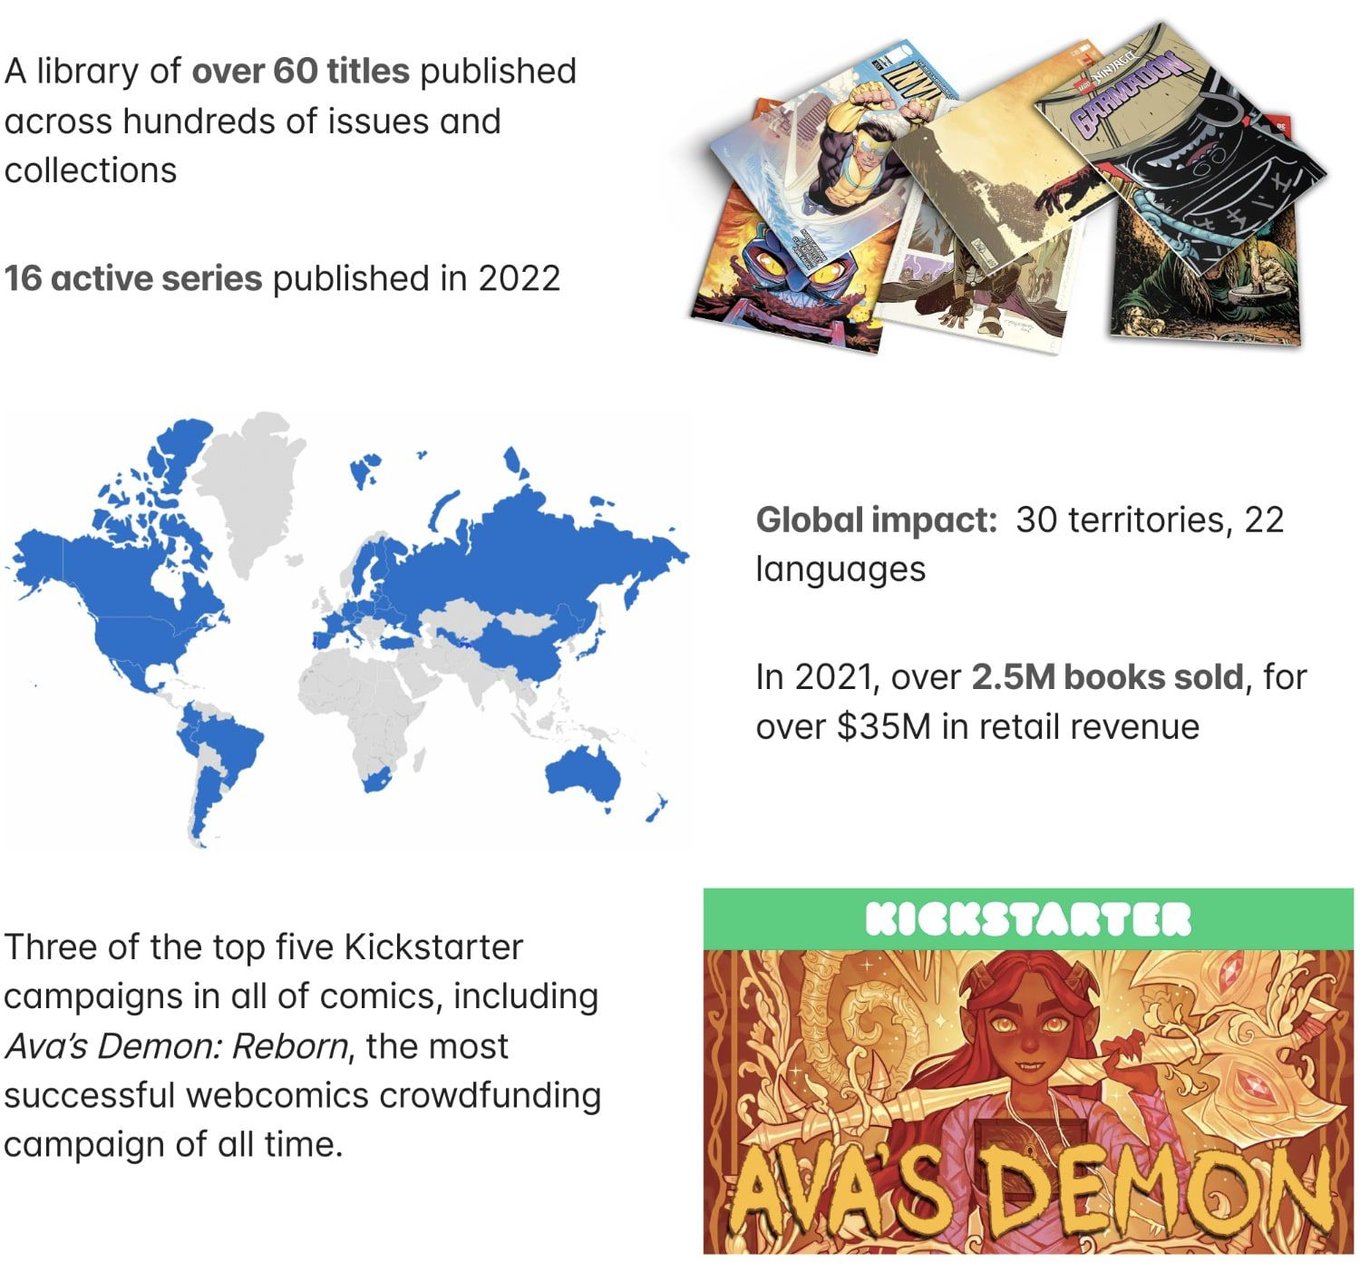 A library of over 60 titles published
across hundreds of issues and
collections
16 active series published in 2022
NINJAGO
GARMADON
Global impact: 30 territories, 22
languages
In 2021, over 2.5M books sold, for
over $35M in retail revenue
Three of the top five Kickstarter
campaigns in all of comics, including
Ava's Demon: Reborn, the most
successful webcomics crowdfunding
campaign of all time.
KICKSTARTER
AVA'S DEMON